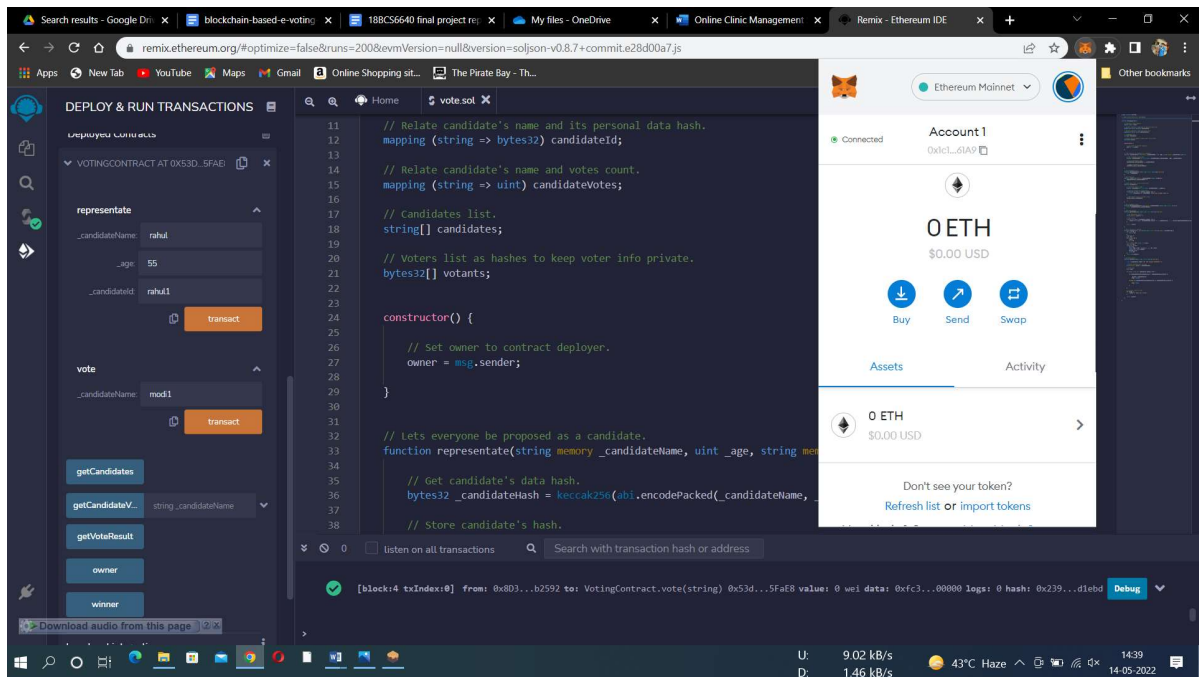 Search results - Google Dri
blockchain-based-e-voting
18BCS6640 final project rep
My files - OneDrive
Online Clinic Management
Remix - Ethereum IDE
remix.ethereum.org/#optimize=false&runs=200&evmVersion=null&version=soljson-v0.8.7+commit.e28d00a7.js
Apps
New Tab
YouTube
Maps
Gmail
Online Shopping sit...
The Pirate Bay - Th...
Other bookmarks
DEPLOY & RUN TRANSACTIONS
Deployed Contracts
VOTINGCONTRACT AT 0X53D...5FAE
representate
_candidateName: rahul
_age: 55
_candidateId: rahul1
transact
vote
_candidateName: modi1
transact
getCandidates
getCandidateV... string _candidateName
getVoteResult
owner
winner
Download audio from this page
Home
vote.sol
11 // Relate candidate's name and its personal data hash.
12 mapping (string => bytes32) candidateId;
13
14 // Relate candidate's name and votes count.
15 mapping (string => uint) candidateVotes;
16
17 // Candidates list.
18 string[] candidates;
19
20 // Voters list as hashes to keep voter info private.
21 bytes32[] votants;
22
23
24 constructor() {
25
26 // Set owner to contract deployer.
27 owner = msg.sender;
28
29 }
30
31
32 // Lets everyone be proposed as a candidate.
33 function representate(string memory _candidateName, uint _age, string mem
34
35 // Get candidate's data hash.
36 bytes32 _candidateHash = keccak256(abi.encodePacked(_candidateName, _
37
38 // Store candidate's hash.
0
listen on all transactions
Search with transaction hash or address
[block:4 txIndex:0] from: 0x8D3...b2592 to: VotingContract.vote(string) 0x53d...5FaE8 value: 0 wei data: 0xfc3...00000 logs: 0 hash: 0x239...d1ebd
Debug
>
Ethereum Mainnet
Connected
Account 1
0x1c1...61A9
0 ETH
$0.00 USD
Buy
Send
Swap
Assets
Activity
0 ETH
$0.00 USD
Don't see your token?
Refresh list or import tokens
U: 9.02 kB/s
D: 1.46 kB/s
43°C Haze
14:39
14-05-2022